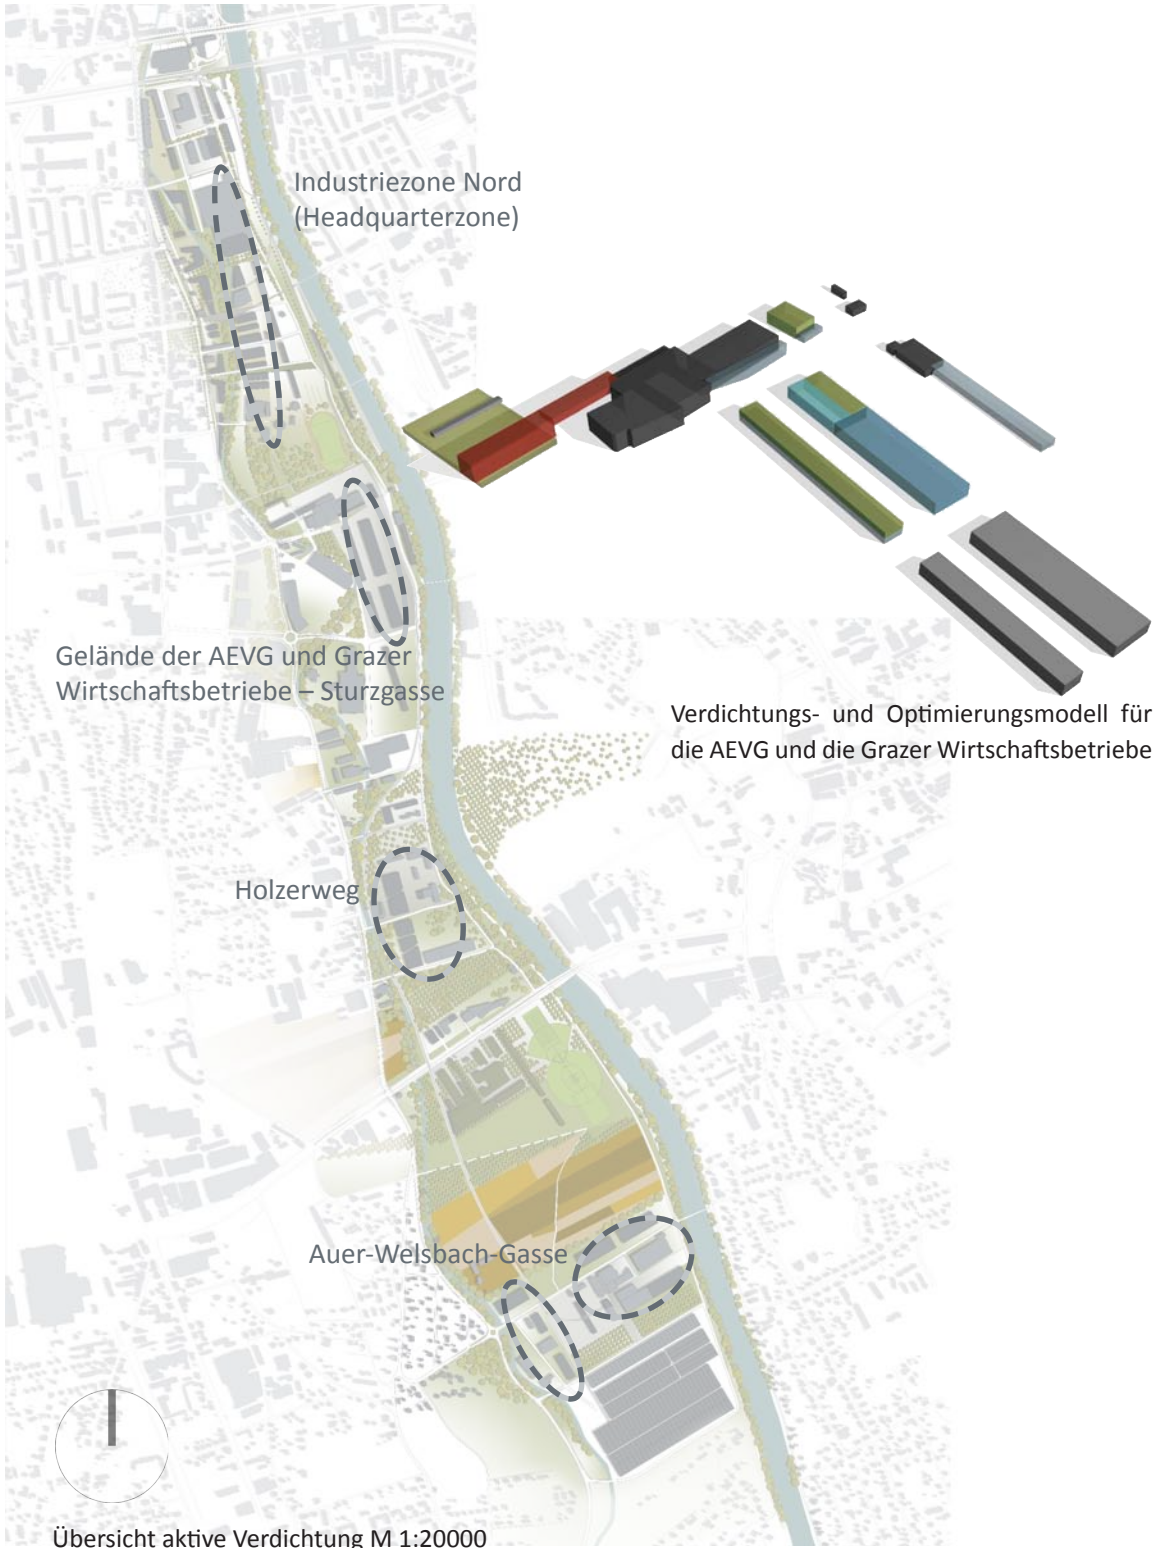 Industriezone Nord
(Headquarterzone)
Gelände der AEVG und Grazer
Wirtschaftsbetriebe – Sturzgasse
Verdichtungs- und Optimierungsmodell für
die AEVG und die Grazer Wirtschaftsbetriebe
Holzerweg
Auer-Welsbach-Gasse
Übersicht aktive Verdichtung M 1:20000